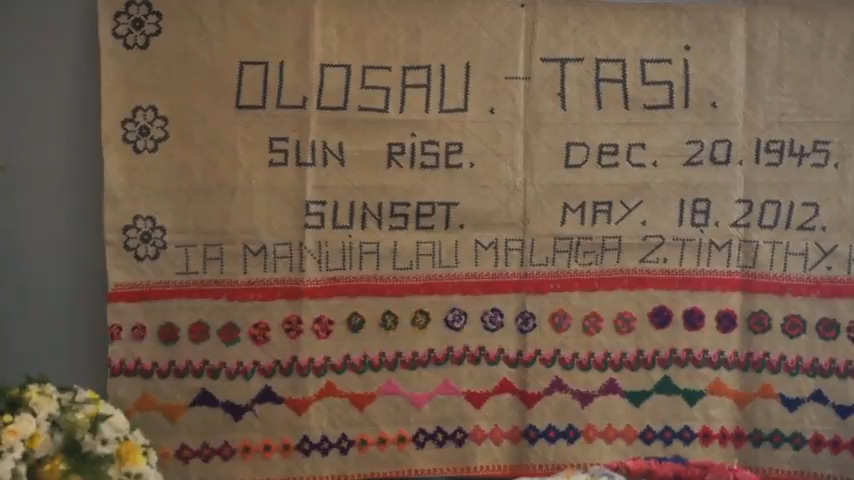 OLOSAU.-TASi.
SUN RiSe. Dec. 20.1945.
SUNSeT. MAY. 18.2012.
IA MANUIA LAU MALAGA 2.TIMOTHY.